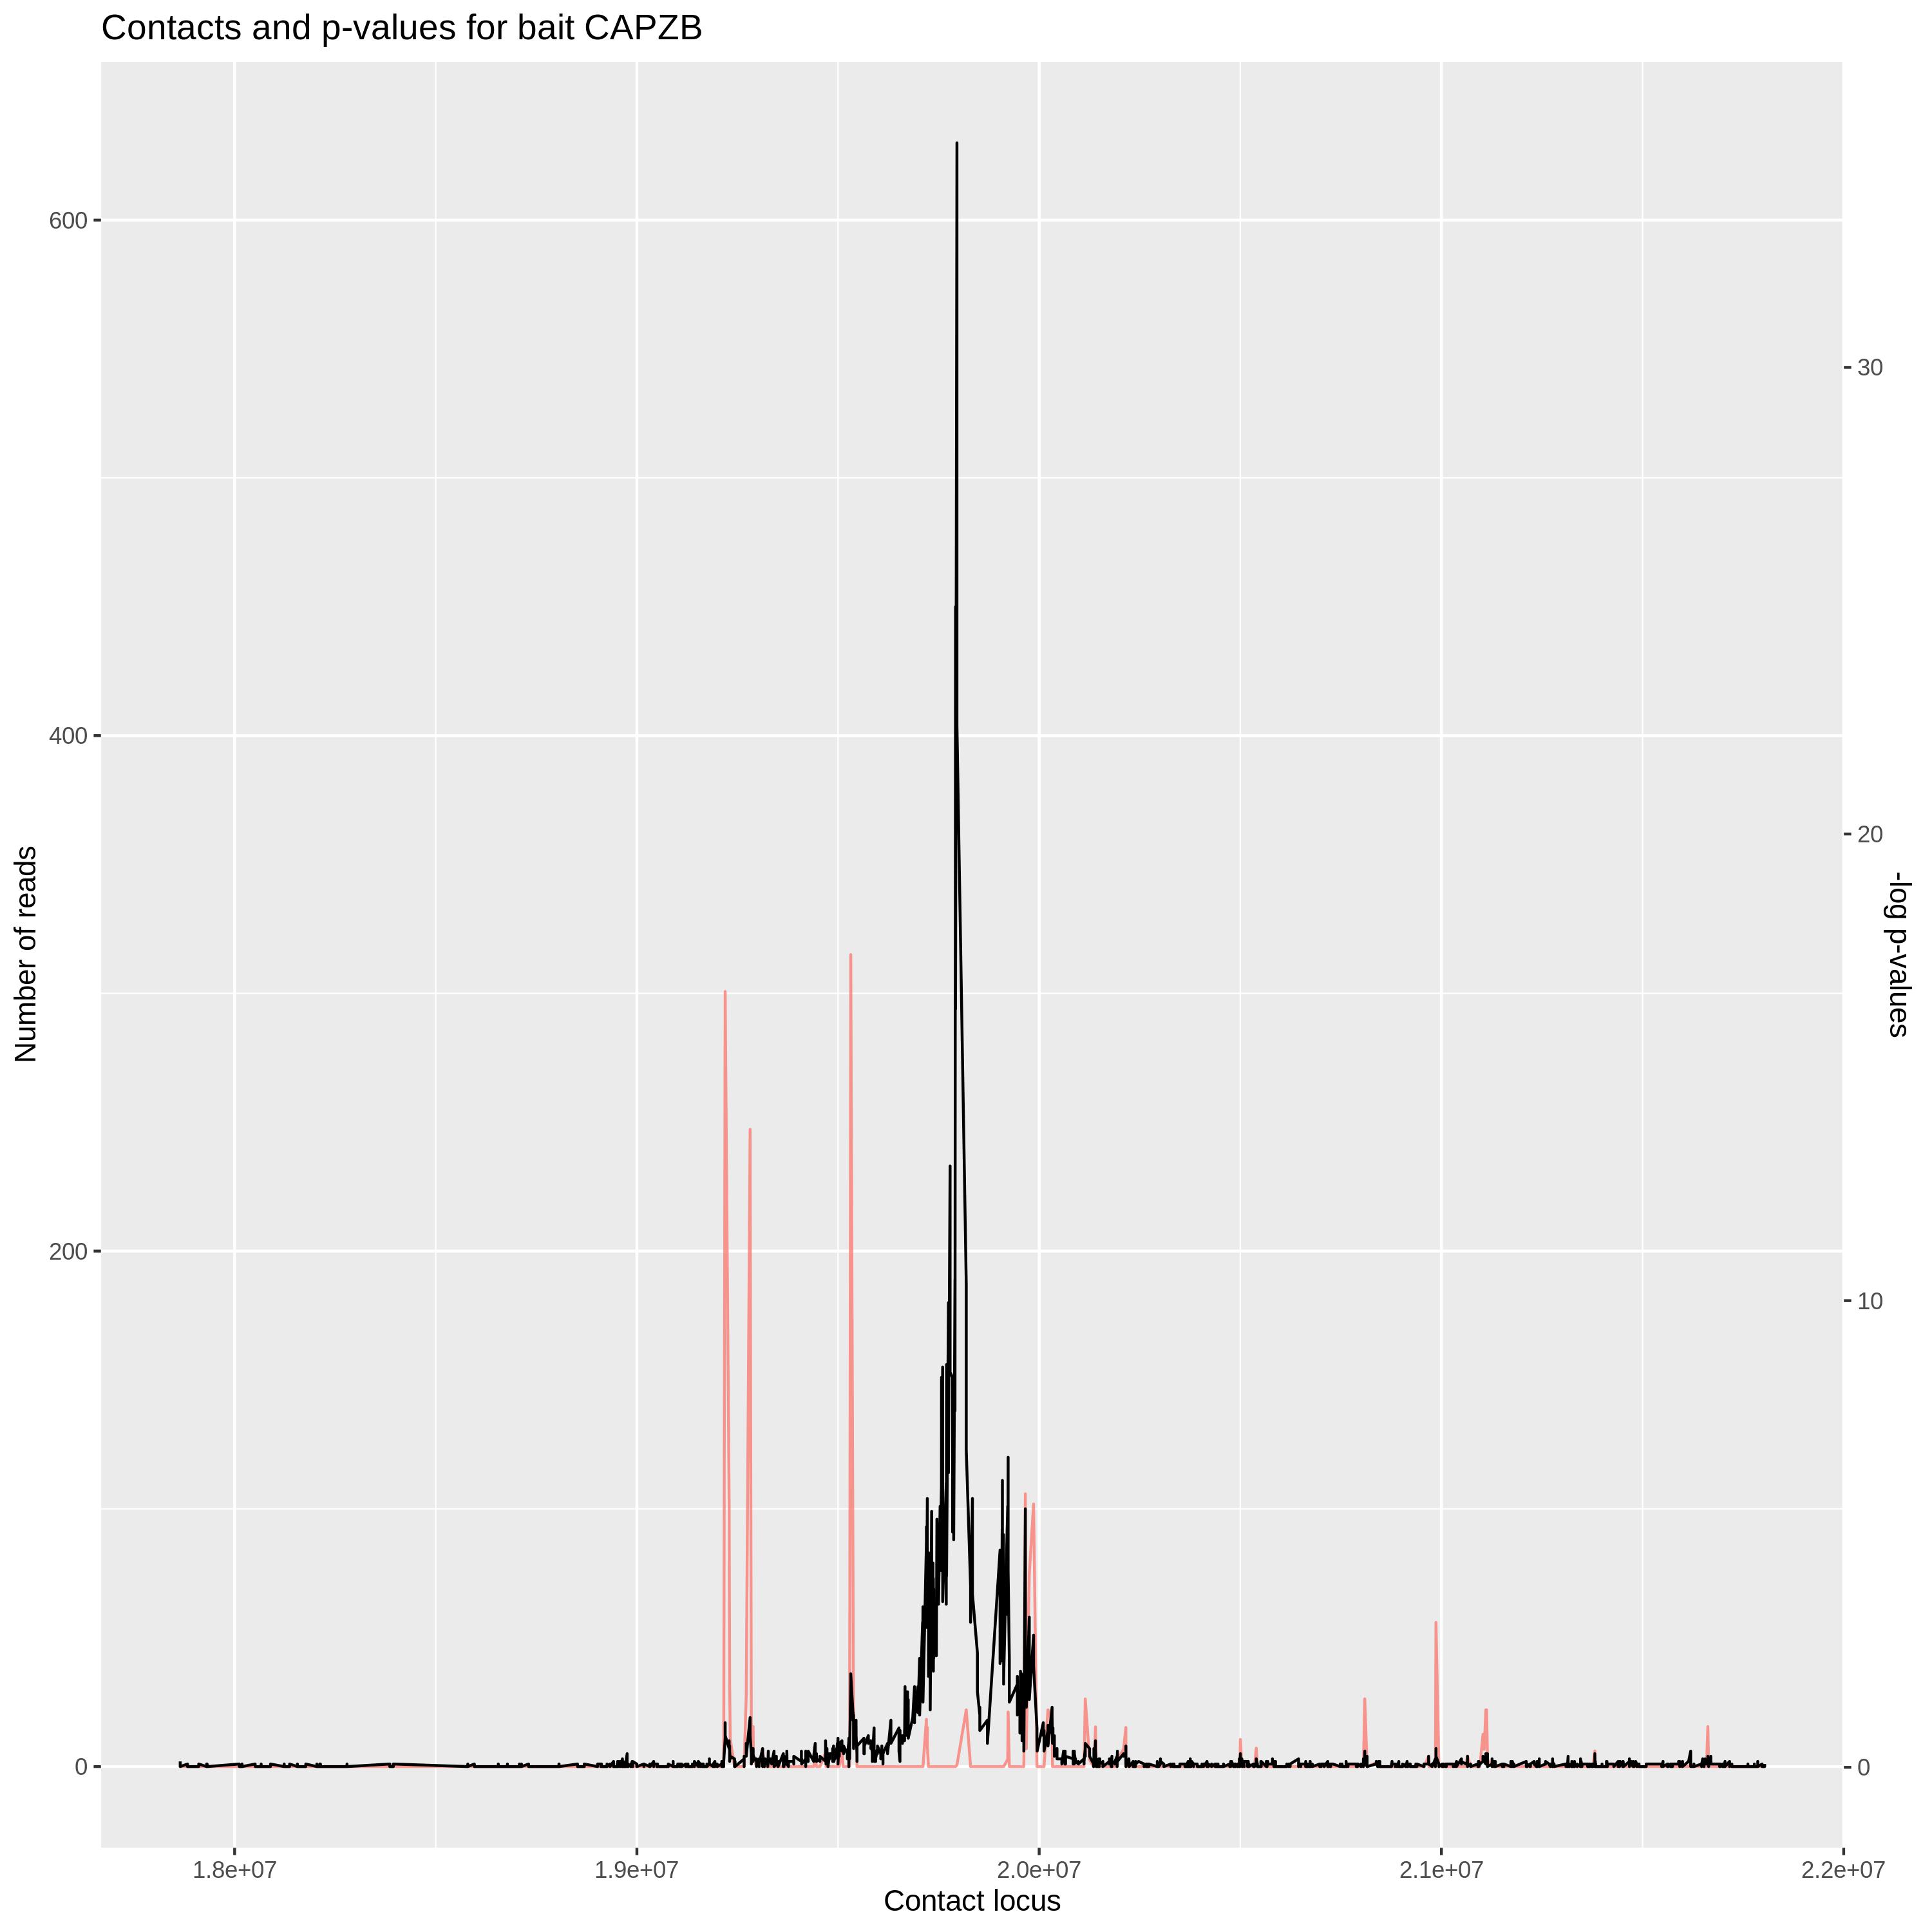 Contacts and p-values for bait CAPZB
600
400
200
0
Number of reads
30
20
10
0
-log p-values
1.8e+07
1.9e+07
2.0e+07
2.1e+07
2.2e+07
Contact locus